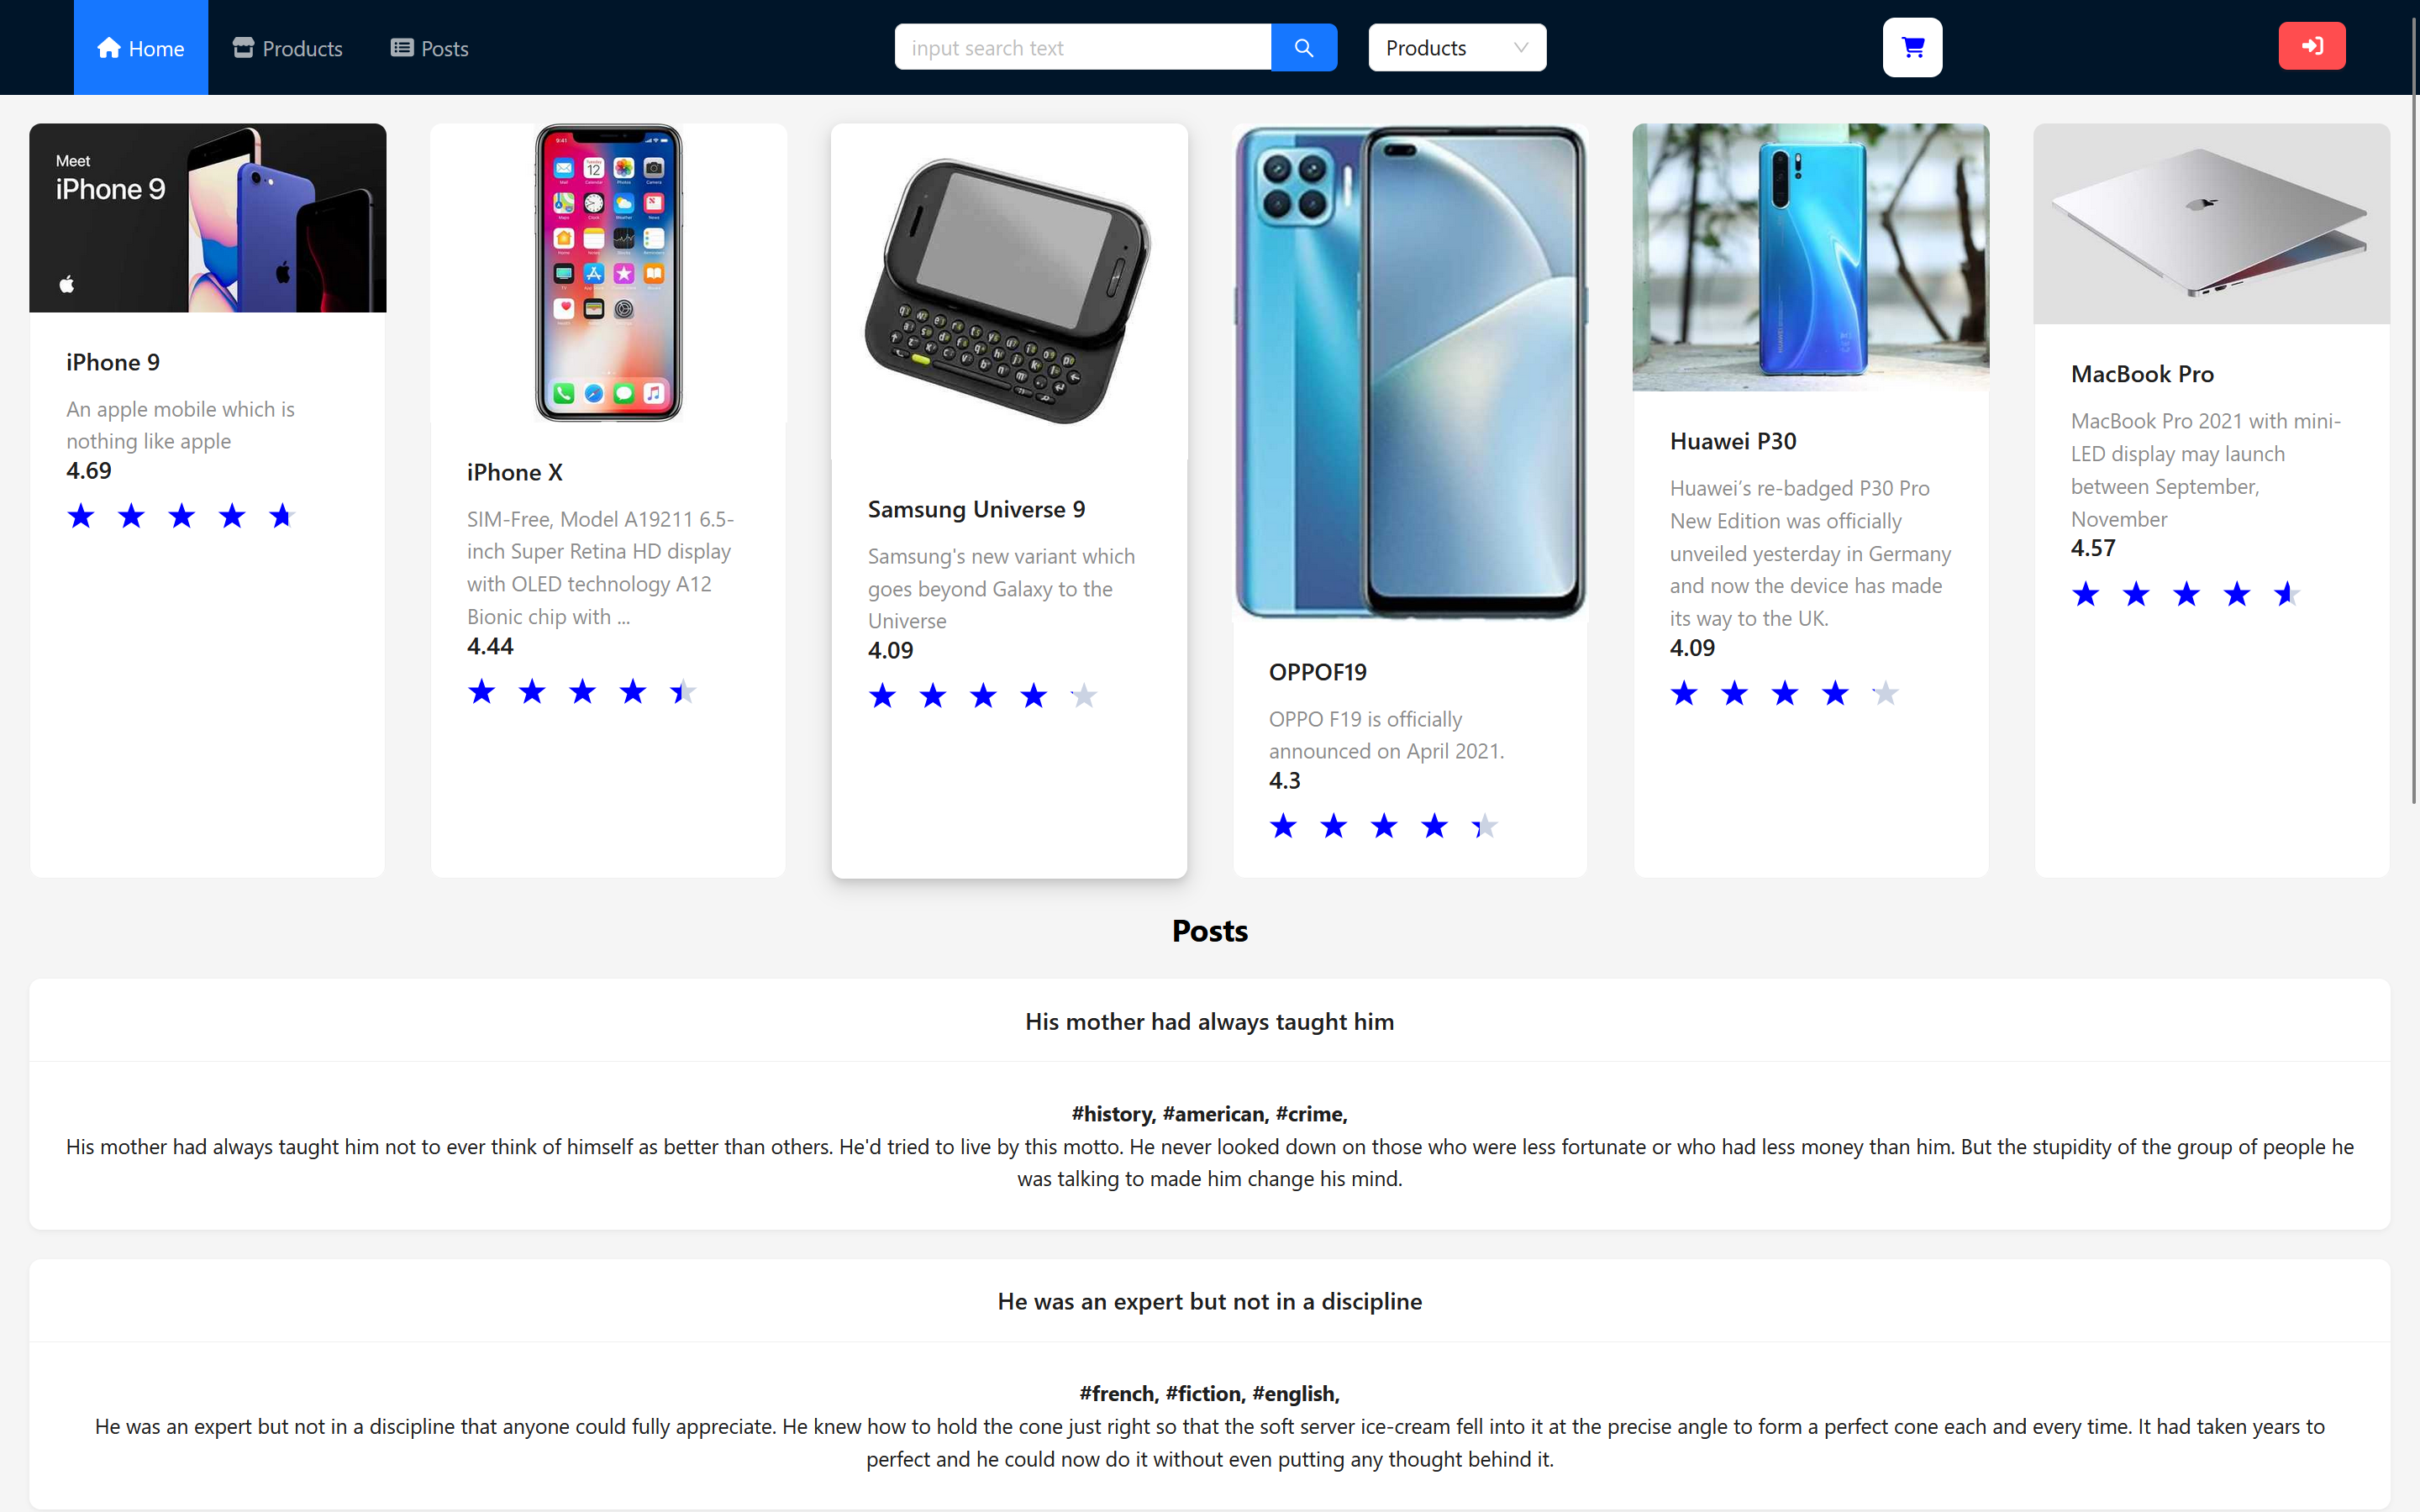 Home
Products
Posts
input search text
Products
Meet
iPhone 9
iPhone 9
An apple mobile which is
nothing like apple
4.69
iPhone X
SIM-Free, Model A19211 6.5-
inch Super Retina HD display
with OLED technology A12
Bionic chip with ...
4.44
Samsung Universe 9
Samsung's new variant which
goes beyond Galaxy to the
Universe
4.09
OPPOF19
OPPO F19 is officially
announced on April 2021.
4.3
Huawei P30
Huawei’s re-badged P30 Pro
New Edition was officially
unveiled yesterday in Germany
and now the device has made
its way to the UK.
4.09
MacBook Pro
MacBook Pro 2021 with mini-
LED display may launch
between September,
November
4.57
Posts
His mother had always taught him
#history, #american, #crime,
His mother had always taught him not to ever think of himself as better than others. He'd tried to live by this motto. He never looked down on those who were less fortunate or who had less money than him. But the stupidity of the group of people he
was talking to made him change his mind.
He was an expert but not in a discipline
#french, #fiction, #english,
He was an expert but not in a discipline that anyone could fully appreciate. He knew how to hold the cone just right so that the soft server ice-cream fell into it at the precise angle to form a perfect cone each and every time. It had taken years to
perfect and he could now do it without even putting any thought behind it.